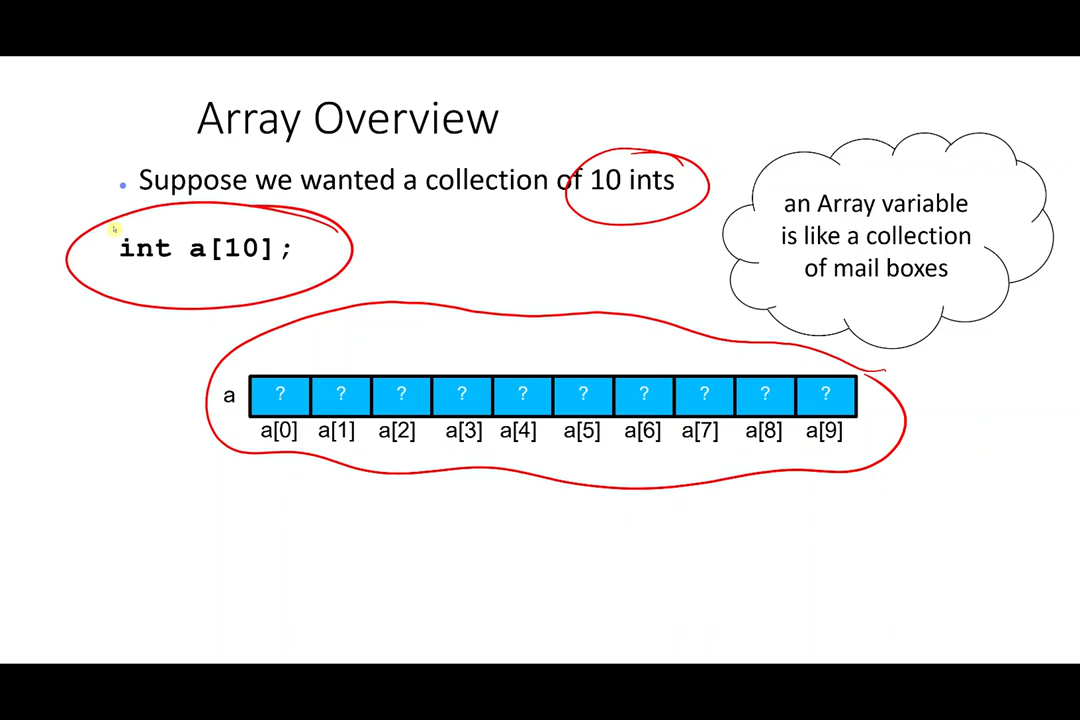 Array Overview
• Suppose we wanted a collection of 10 ints
int a[10];
an Array variable
is like a collection
of mail boxes
a ? ? ? ? ? ? ? ? ? ?
a[0] a[1] a[2] a[3] a[4] a[5] a[6] a[7] a[8] a[9]